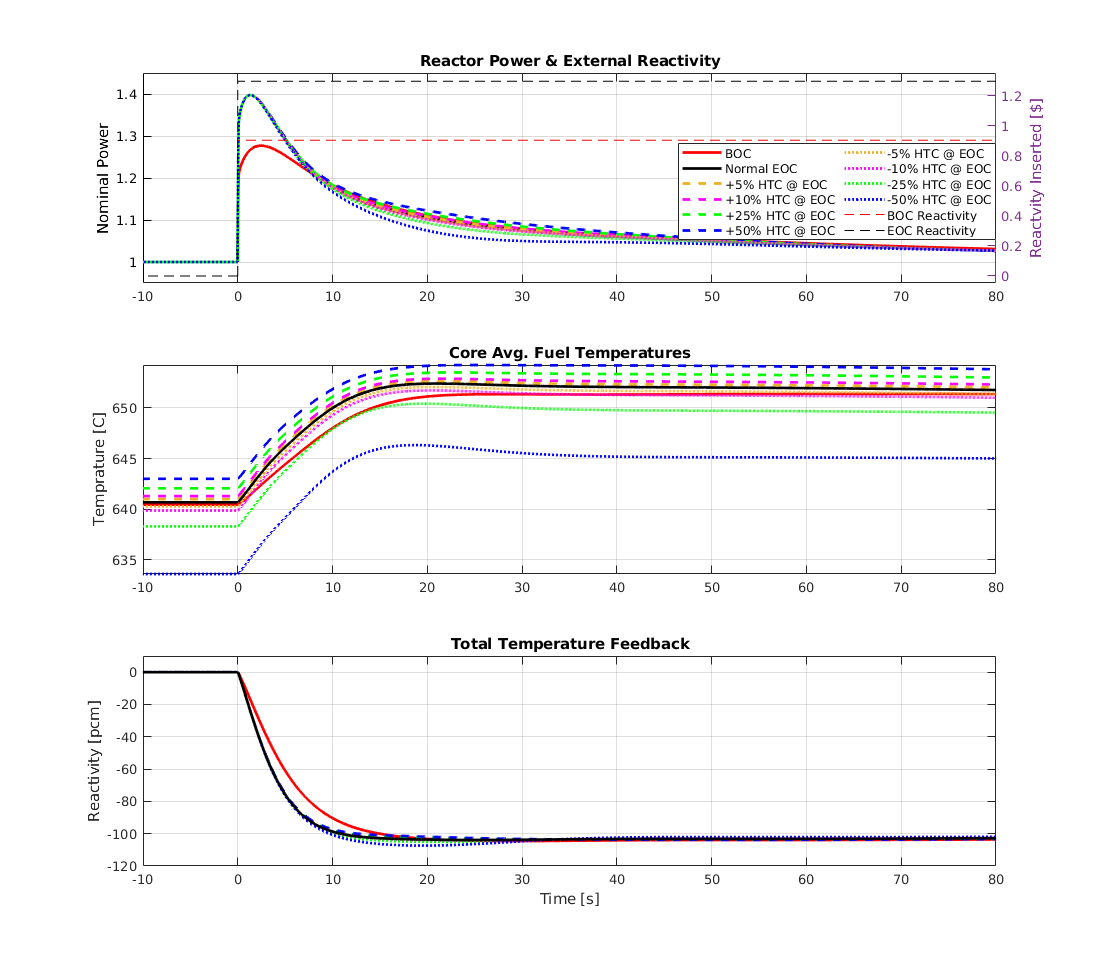 Reactor Power & External Reactivity
Nominal Power
1.4
1.3
1.2
1.1
1
1.2
1
0.8
0.6
0.4
0.2
0
Reactvity Inserted [$]
BOC
Normal EOC
+5% HTC @ EOC
+10% HTC @ EOC
+25% HTC @ EOC
+50% HTC @ EOC
-5% HTC @ EOC
-10% HTC @ EOC
-25% HTC @ EOC
-50% HTC @ EOC
BOC Reactivity
EOC Reactivity
-10 0 10 20 30 40 50 60 70 80
Core Avg. Fuel Temperatures
Temprature [C]
650
645
640
635
-10 0 10 20 30 40 50 60 70 80
Total Temperature Feedback
Reactivity [pcm]
0
-20
-40
-60
-80
-100
-120
-10 0 10 20 30 40 50 60 70 80
Time [s]